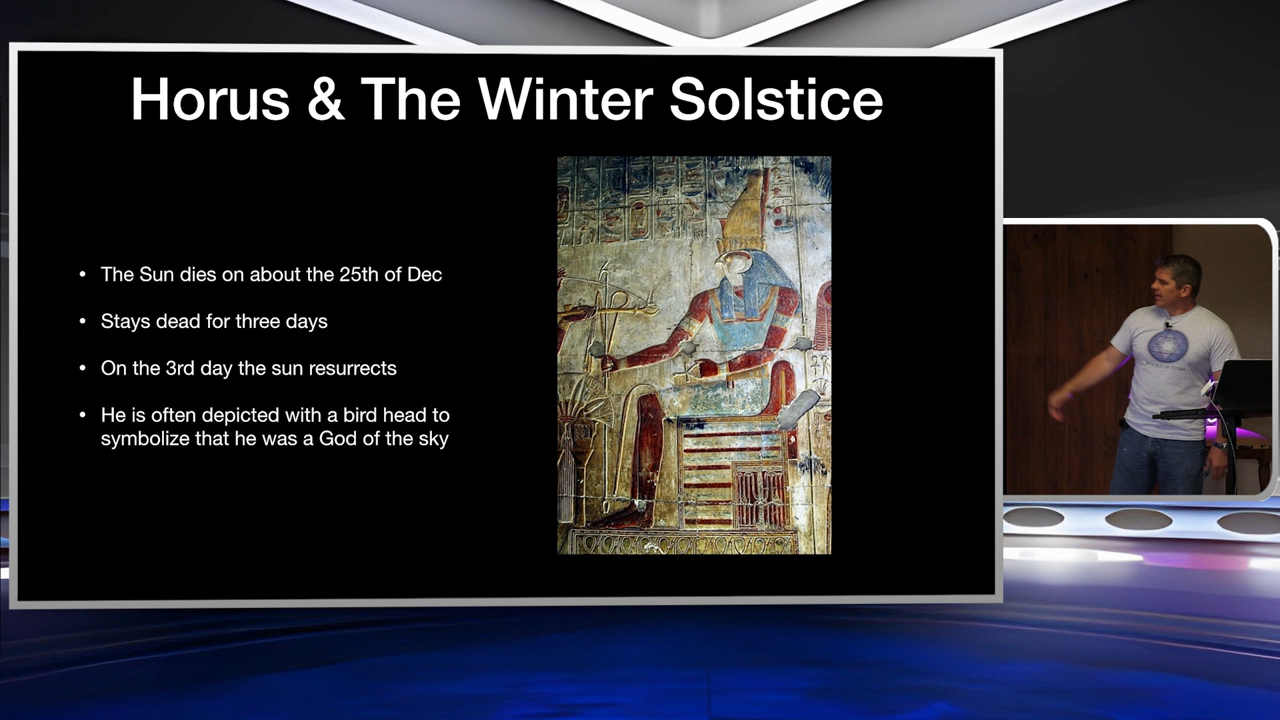 Horus & The Winter Solstice
• The Sun dies on about the 25th of Dec
• Stays dead for three days
• On the 3rd day the sun resurrects
• He is often depicted with a bird head to
symbolize that he was a God of the sky